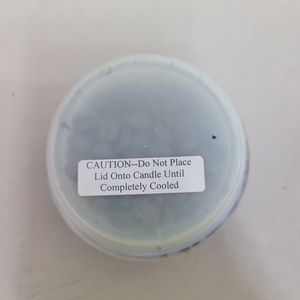 CAUTION--Do Not Place
Lid Onto Candle Until
Completely Cooled